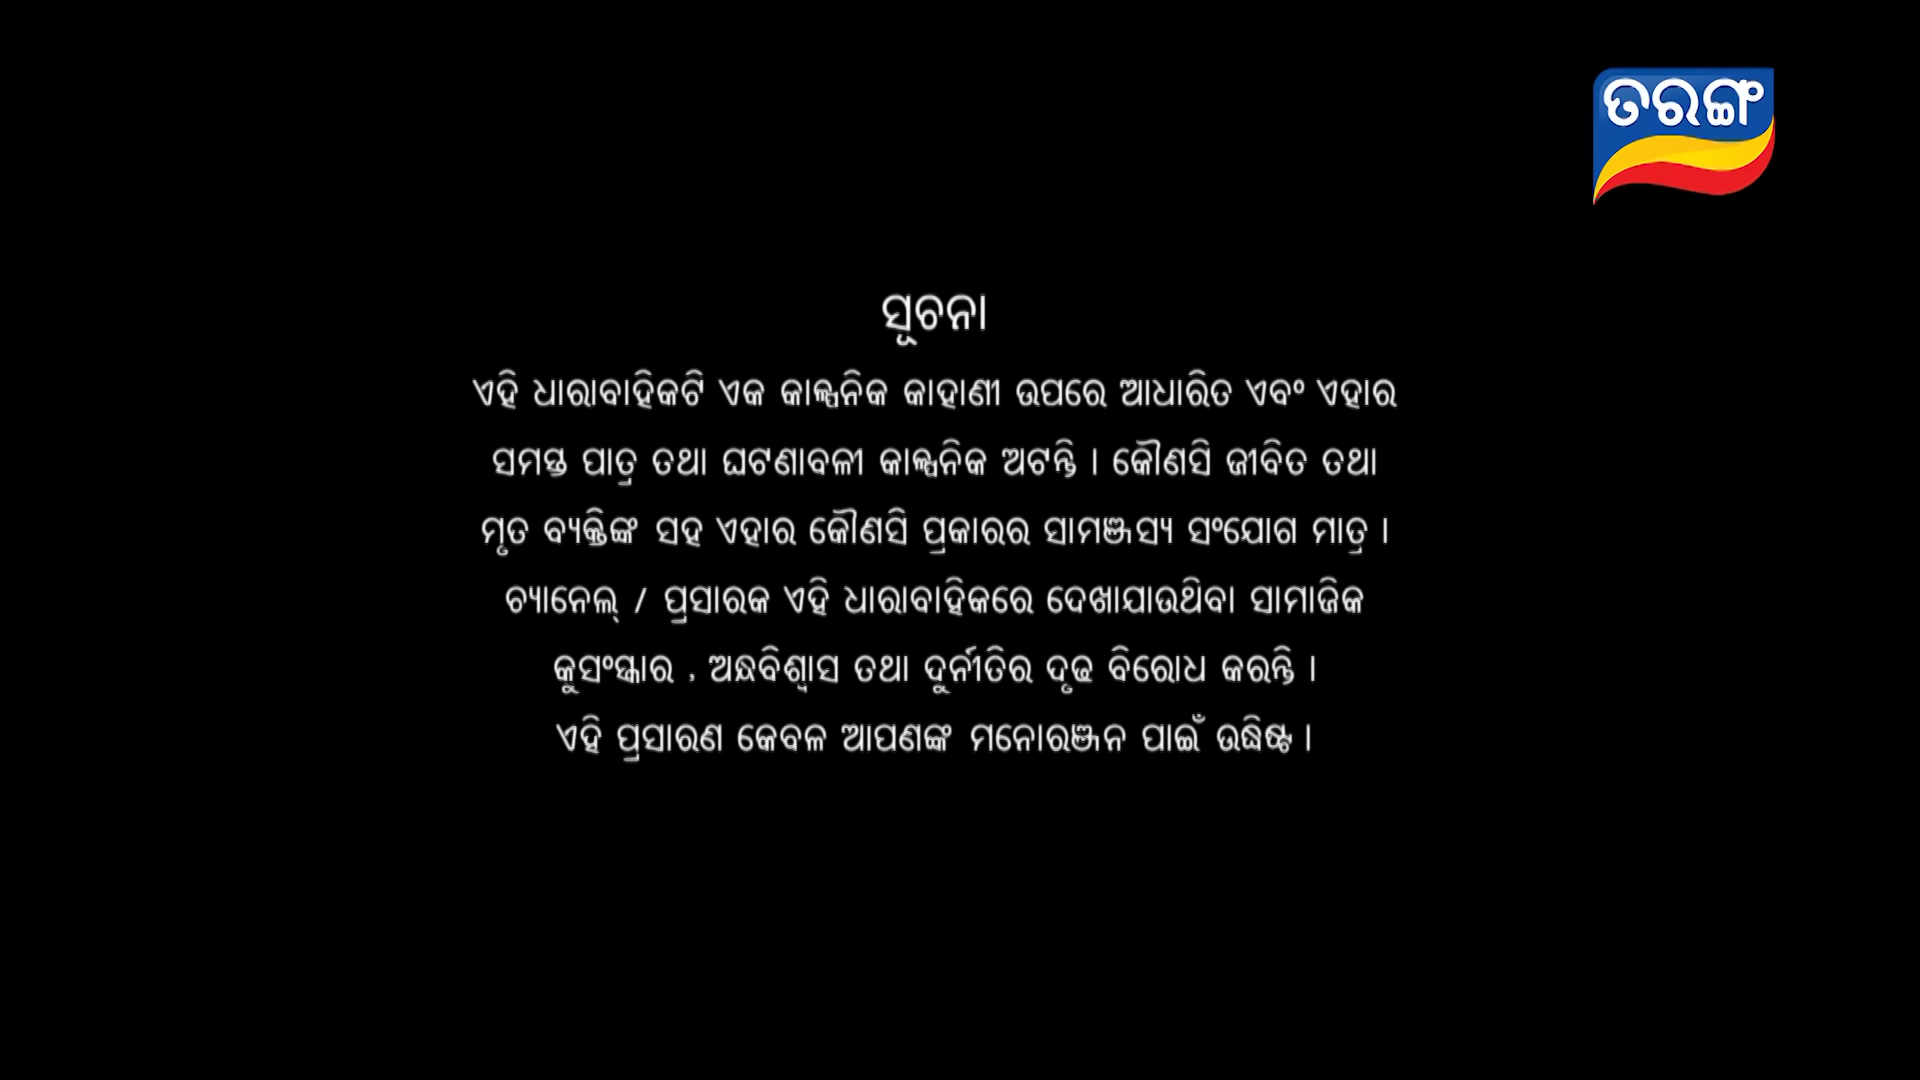 ତରଙ୍ଗ
ସୂଚନା
ଏହି ଧାରାବାହିକଟି ଏକ କାଳ୍ପନିକ କାହାଣୀ ଉପରେ ଆଧାରିତ ଏବଂ ଏହାର
ସମସ୍ତ ପାତ୍ର ତଥା ଘଟଣାବଳୀ କାଳ୍ପନିକ ଅଟନ୍ତି । କୌଣସି ଜୀବିତ ତଥା
ମୃତ ବ୍ୟକ୍ତିଙ୍କ ସହ ଏହାର କୌଣସି ପ୍ରକାରର ସାମଞ୍ଜସ୍ୟ ସଂଯୋଗ ମାତ୍ର ।
ଚ୍ୟାନେଲ୍ / ପ୍ରସାରକ ଏହି ଧାରାବାହିକରେ ଦେଖାଯାଉଥିବା ସାମାଜିକ
କୁସଂସ୍କାର , ଅନ୍ଧବିଶ୍ୱାସ ତଥା ଦୁର୍ନୀତିର ଦୃଢ ବିରୋଧ କରନ୍ତି ।
ଏହି ପ୍ରସାରଣ କେବଳ ଆପଣଙ୍କ ମନୋରଞ୍ଜନ ପାଇଁ ଉଦ୍ଧିଷ୍ଟ ।